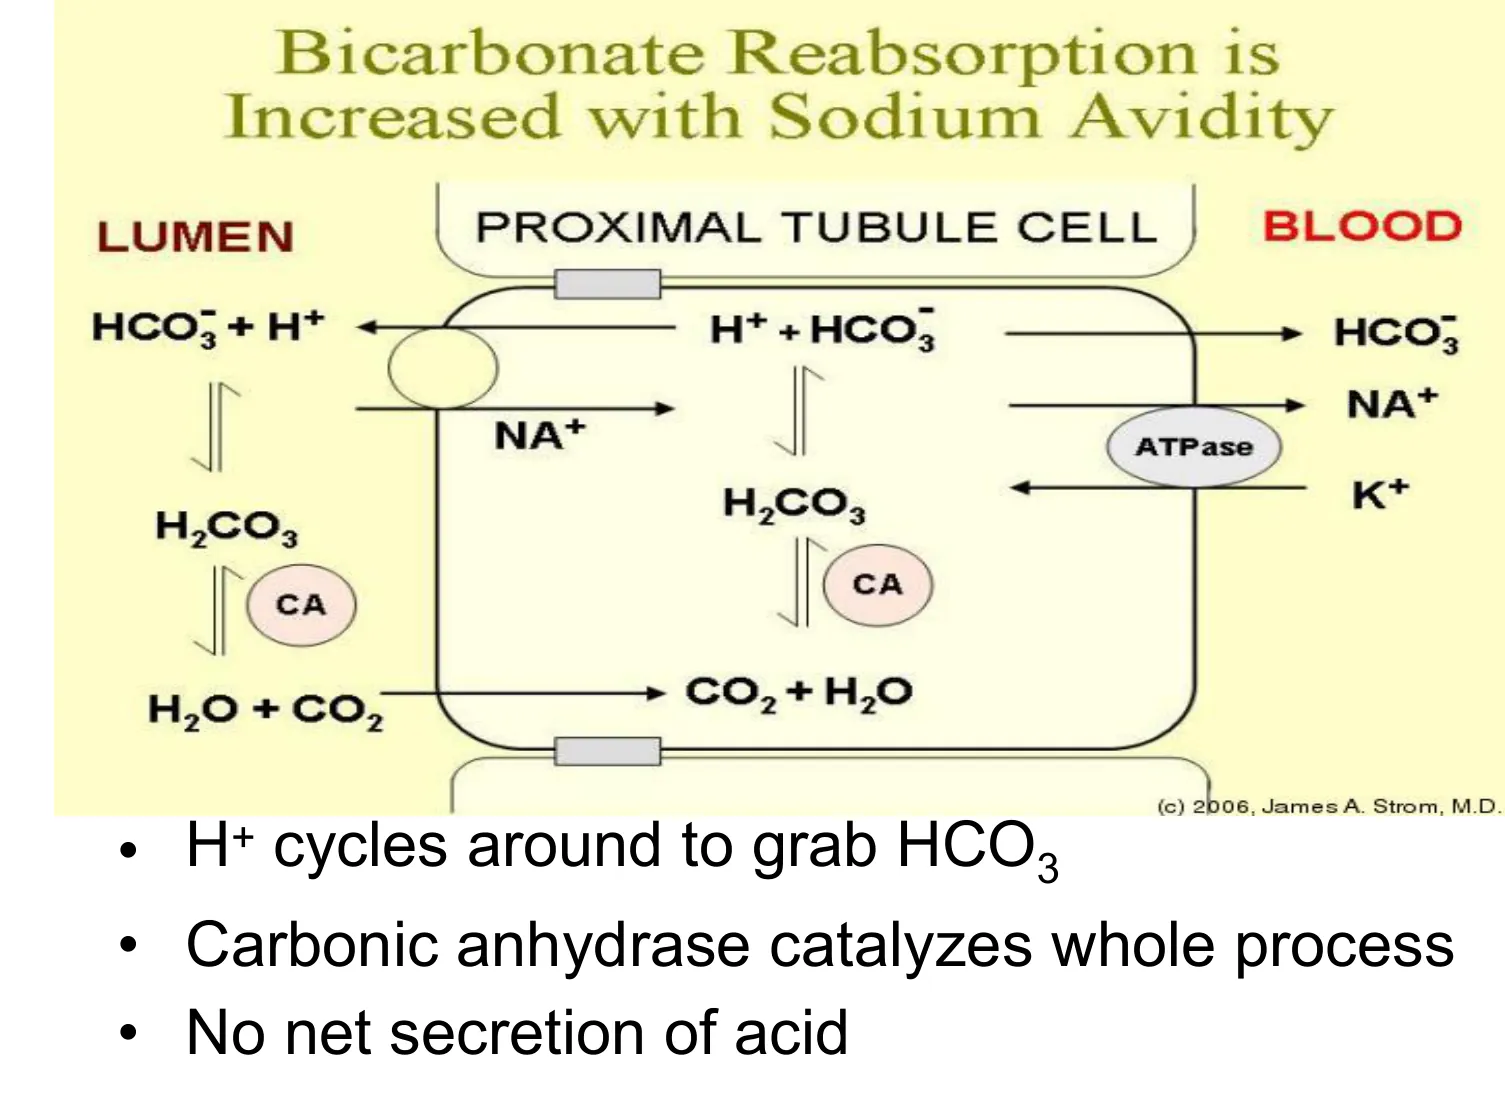 Bicarbonate Reabsorption is
Increased with Sodium Avidity
LUMEN
PROXIMAL TUBULE CELL
BLOOD
HCO₃⁻ + H⁺
H⁺ + HCO₃⁻
HCO₃⁻
NA⁺
NA⁺
ATPase
K⁺
H₂CO₃
H₂CO₃
CA
CA
H₂O + CO₂
CO₂ + H₂O
(c) 2006, James A. Strom, M.D.
• H⁺ cycles around to grab HCO₃
• Carbonic anhydrase catalyzes whole process
• No net secretion of acid